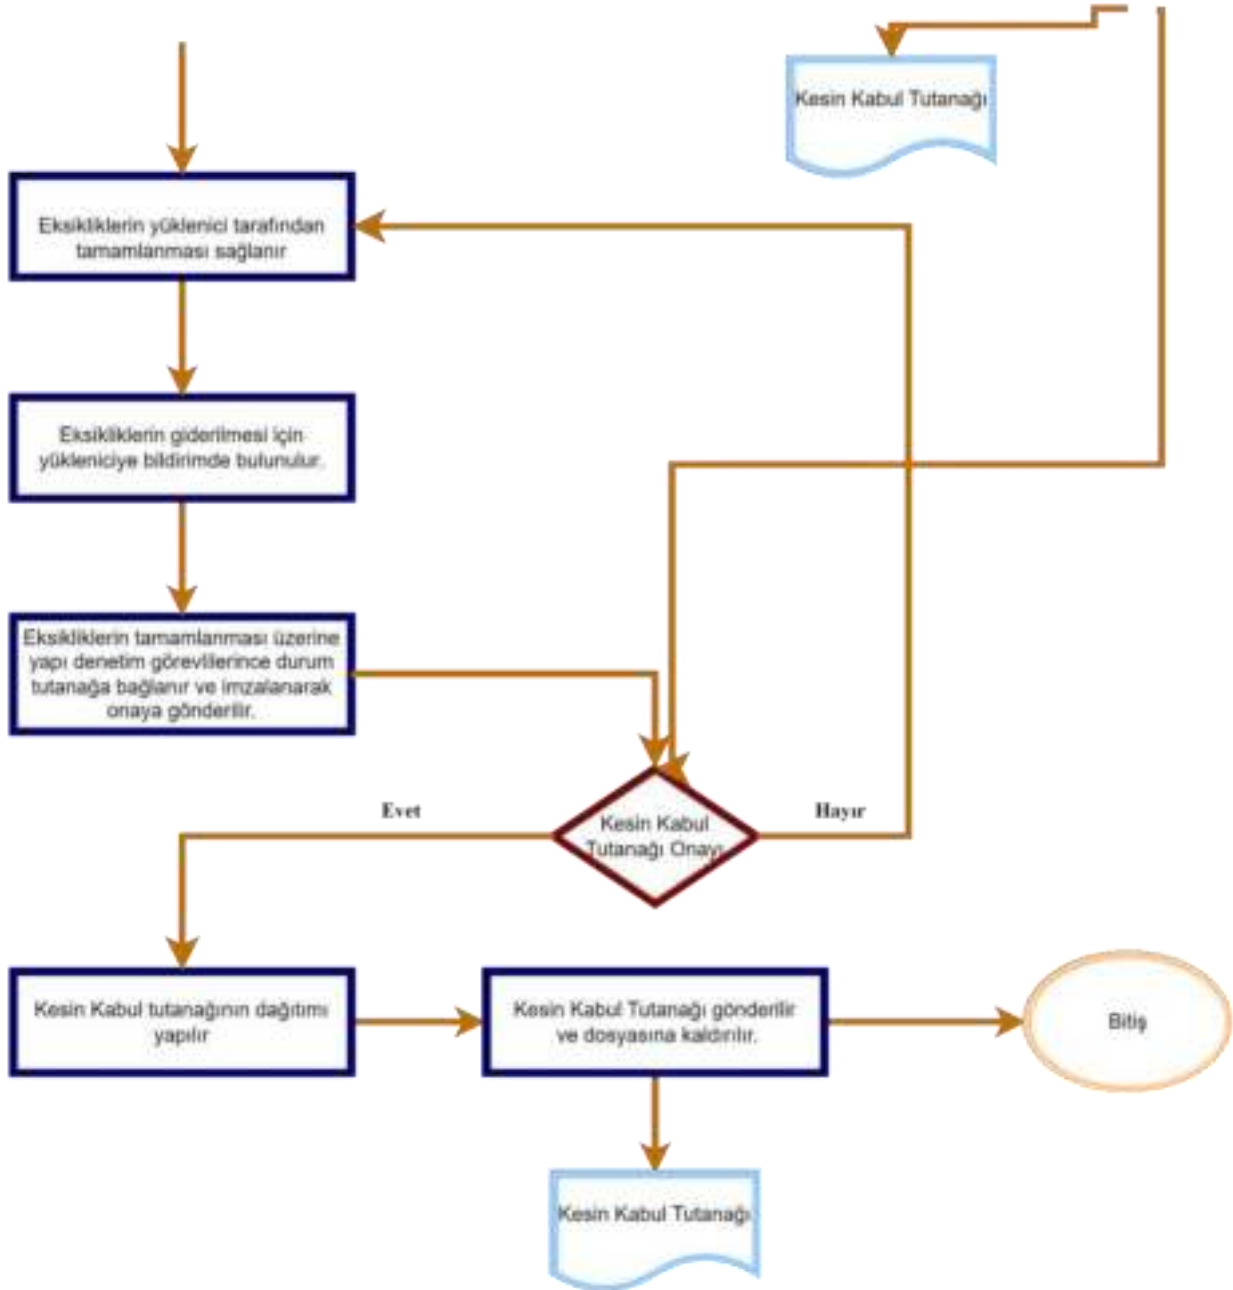 Kesin Kabul Tutanağı
Eksikliklerin yüklenici tarafından
tamamlanması sağlanır
Eksikliklerin giderilmesi için
yükleniciye bildirimde bulunulur.
Eksikliklerin tamamlanması üzerine
yapı denetim görevlilerince durum
tutanağa bağlanır ve imzalanarak
onaya gönderilir.
Evet
Hayır
Kesin Kabul
Tutanağı Onayı
Kesin Kabul tutanağının dağıtımı
yapılır
Kesin Kabul Tutanağı gönderilir
ve dosyasına kaldırılır.
Bitiş
Kesin Kabul Tutanağı